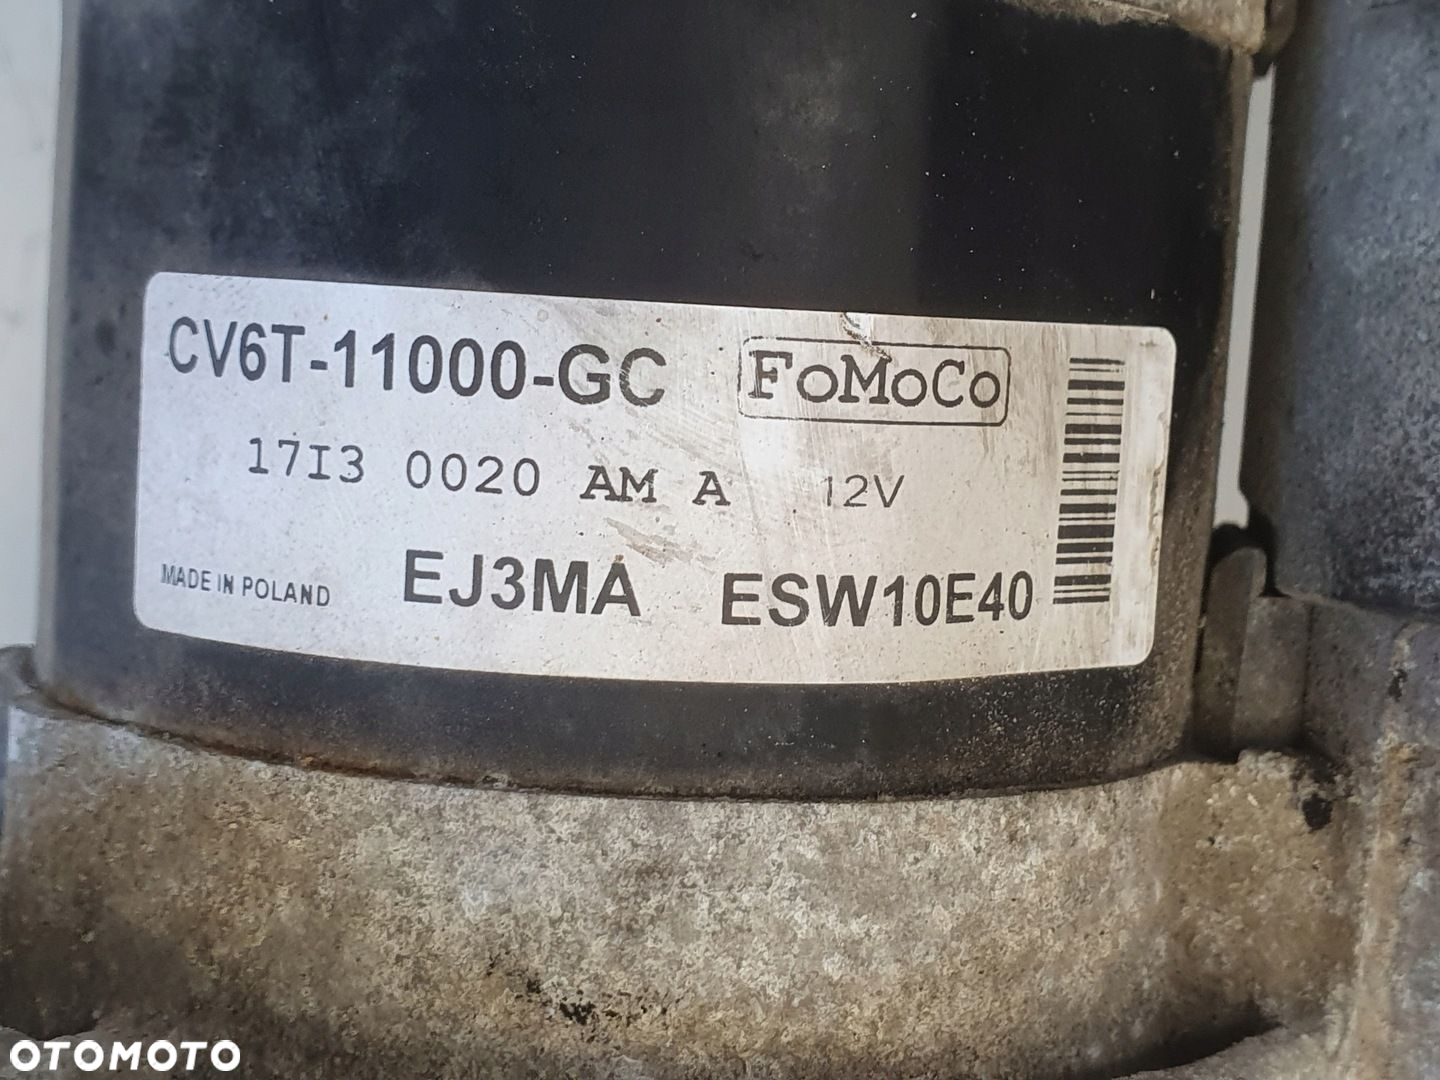 CV6T-11000-GC FoMoCo
17I3 0020 AM A 12V
MADE IN POLAND EJ3MA ESW10E40
OTOMOTO